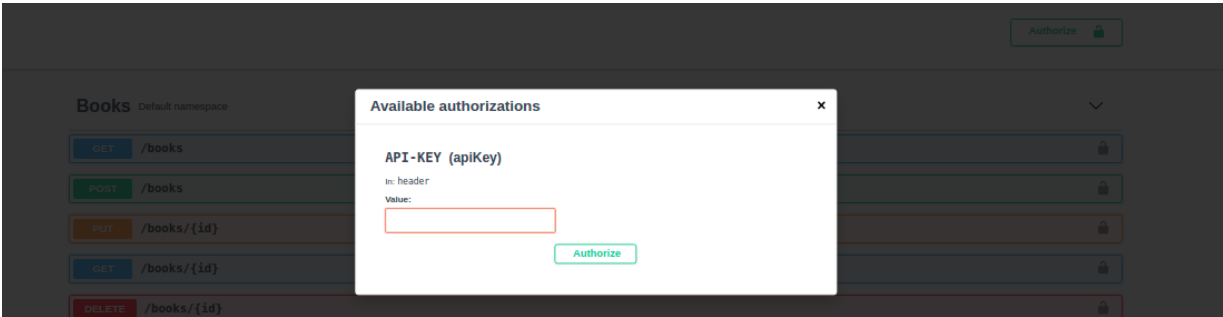 Authorize
Books Default namespace
Available authorizations ×
GET /books
API-KEY (apiKey)
In: header
POST /books
Value:
PUT /books/{id}
Authorize
GET /books/{id}
DELETE /books/{id}